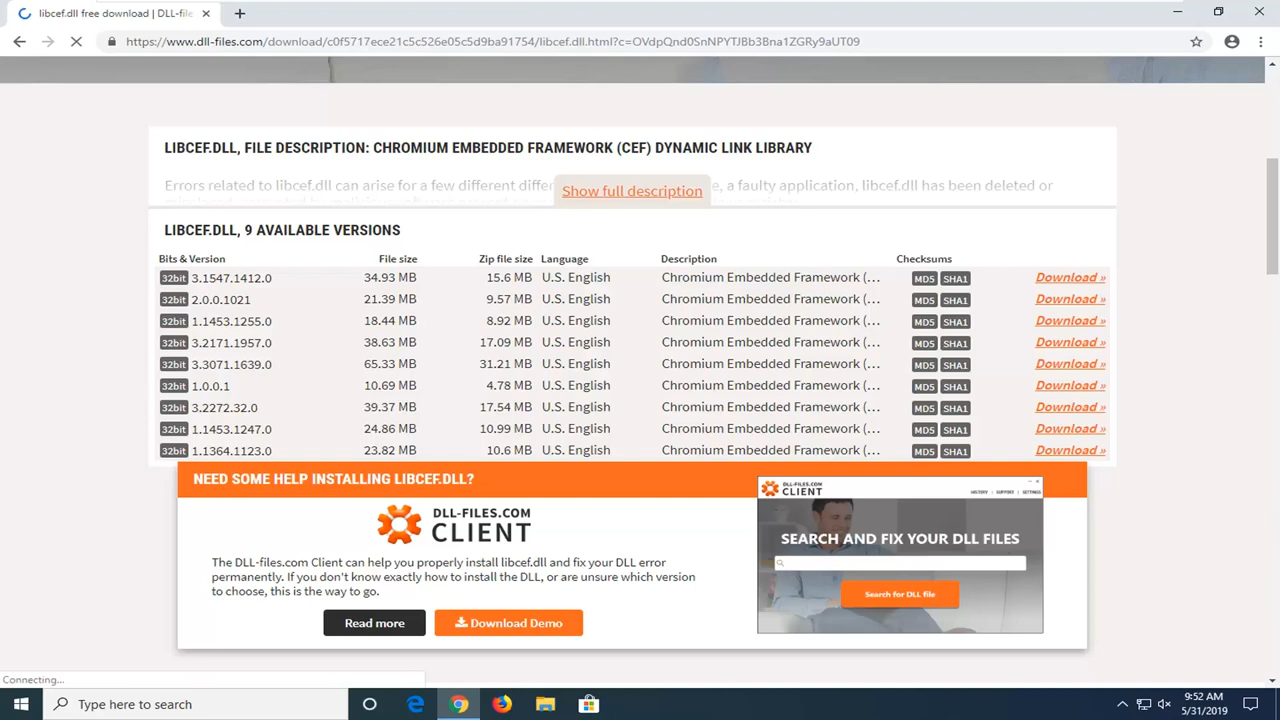 libcef.dll free download | DLL-file
https://www.dll-files.com/download/c0f5717ece21c5c526e05c5d9ba91754/libcef.dll.html?c=OVdpQnd0SnNPYTJBb3Bna1ZGRy9aUT09
LIBCEF.DLL, FILE DESCRIPTION: CHROMIUM EMBEDDED FRAMEWORK (CEF) DYNAMIC LINK LIBRARY
Errors related to libcef.dll can arise for a few different differ
Show full description
, a faulty application, libcef.dll has been deleted or
LIBCEF.DLL, 9 AVAILABLE VERSIONS
Bits & Version File size Zip file size Language Description Checksums
32bit 3.1547.1412.0 34.93 MB 15.6 MB U.S. English Chromium Embedded Framework (... MD5 SHA1 Download »
32bit 2.0.0.1021 21.39 MB 9.57 MB U.S. English Chromium Embedded Framework (... MD5 SHA1 Download »
32bit 1.1453.1255.0 18.44 MB 8.92 MB U.S. English Chromium Embedded Framework (... MD5 SHA1 Download »
32bit 3.2171.1957.0 38.63 MB 17.09 MB U.S. English Chromium Embedded Framework (... MD5 SHA1 Download »
32bit 3.3071.1639.0 65.33 MB 31.21 MB U.S. English Chromium Embedded Framework (... MD5 SHA1 Download »
32bit 1.0.0.1 10.69 MB 4.78 MB U.S. English Chromium Embedded Framework (... MD5 SHA1 Download »
32bit 3.2272.32.0 39.37 MB 17.54 MB U.S. English Chromium Embedded Framework (... MD5 SHA1 Download »
32bit 1.1453.1247.0 24.86 MB 10.99 MB U.S. English Chromium Embedded Framework (... MD5 SHA1 Download »
32bit 1.1364.1123.0 23.82 MB 10.6 MB U.S. English Chromium Embedded Framework (... MD5 SHA1 Download »
NEED SOME HELP INSTALLING LIBCEF.DLL?
DLL-FILES.COM
CLIENT
The DLL-files.com Client can help you properly install libcef.dll and fix your DLL error
permanently. If you don't know exactly how to install the DLL, or are unsure which version
to choose, this is the way to go.
Read more
Download Demo
DLL-FILES.COM
CLIENT
HISTORY | SUPPORT | SETTINGS
SEARCH AND FIX YOUR DLL FILES
Search for DLL file
Connecting...
Type here to search
9:52 AM
5/31/2019